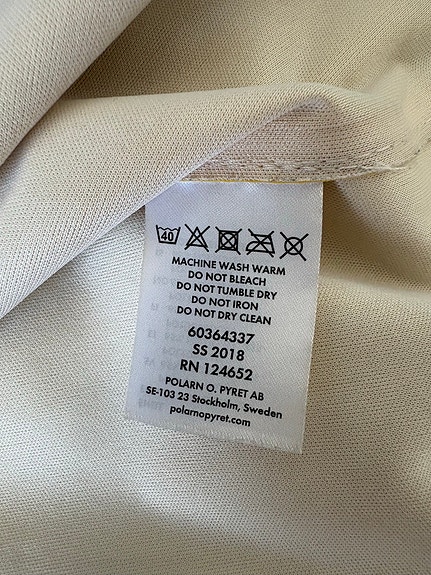 40
MACHINE WASH WARM
DO NOT BLEACH
DO NOT TUMBLE DRY
DO NOT IRON
DO NOT DRY CLEAN
60364337
SS 2018
RN 124652
POLARN O. PYRET AB
SE-103 23 Stockholm, Sweden
polarnopyret.com